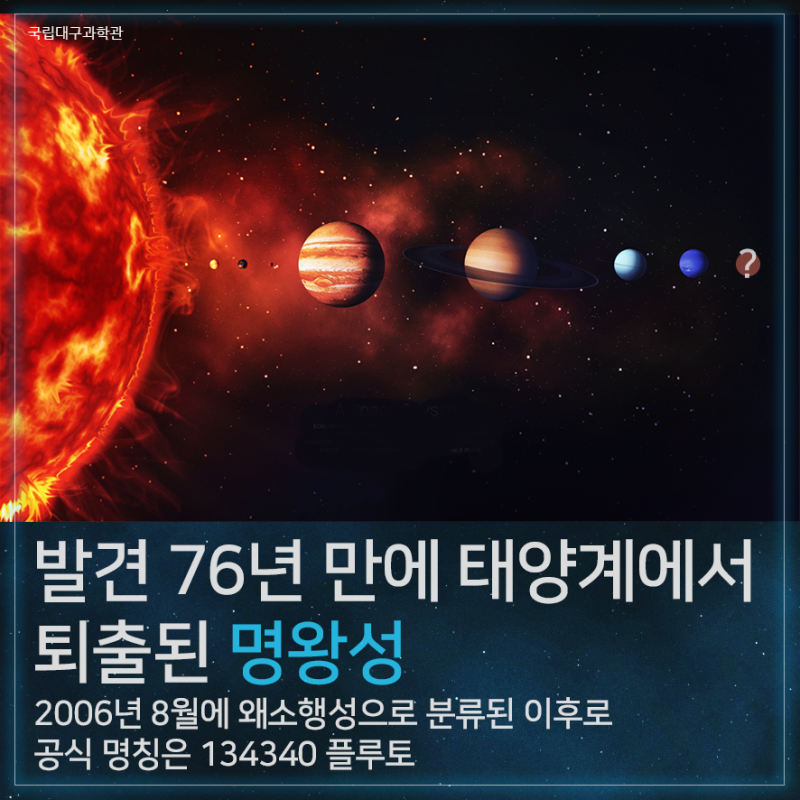 국립대구과학관
?
발견 76년 만에 태양계에서
퇴출된 명왕성
2006년 8월에 왜소행성으로 분류된 이후로
공식 명칭은 134340 플루토